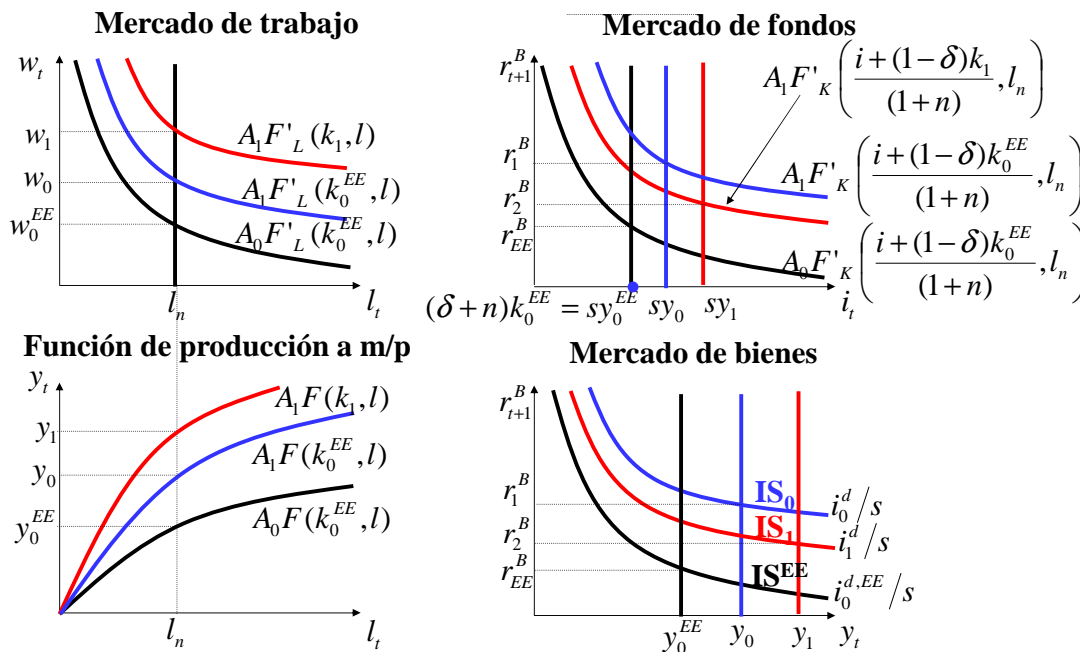 Mercado de trabajo
w_t
w_1
w_0
w_0^{EE}
A_1F'_L(k_1,l)
A_1F'_L(k_0^{EE},l)
A_0F'_L(k_0^{EE},l)
l_n
l_t
Mercado de fondos
r_{t+1}^B
r_1^B
r_2^B
r_{EE}^B
A_1F'_K((i+(1−δ)k_1)/(1+n), l_n)
A_1F'_K((i+(1−δ)k_0^{EE})/(1+n), l_n)
A_0F'_K((i+(1−δ)k_0^{EE})/(1+n), l_n)
(δ+n)k_0^{EE} = sy_0^{EE} sy_0 sy_1 i_t
Función de producción a m/p
y_t
y_1
y_0
y_0^{EE}
A_1F(k_1,l)
A_1F(k_0^{EE},l)
A_0F(k_0^{EE},l)
l_n
l_t
Mercado de bienes
r_{t+1}^B
r_1^B
r_2^B
r_{EE}^B
IS_0
IS_1
IS^{EE}
i_0^d/s
i_1^d/s
i_0^{d,EE}/s
y_0^{EE} y_0 y_1 y_t